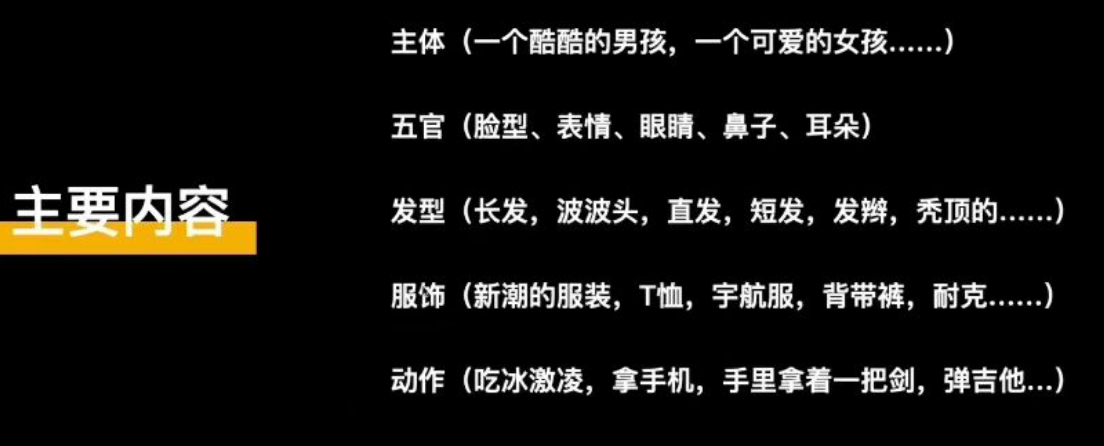 主要内容
主体（一个酷酷的男孩，一个可爱的女孩……）
五官（脸型、表情、眼睛、鼻子、耳朵）
发型（长发，波波头，直发，短发，发辫，秃顶的……）
服饰（新潮的服装，T恤，宇航服，背带裤，耐克……）
动作（吃冰激凌，拿手机，手里拿着一把剑，弹吉他...）